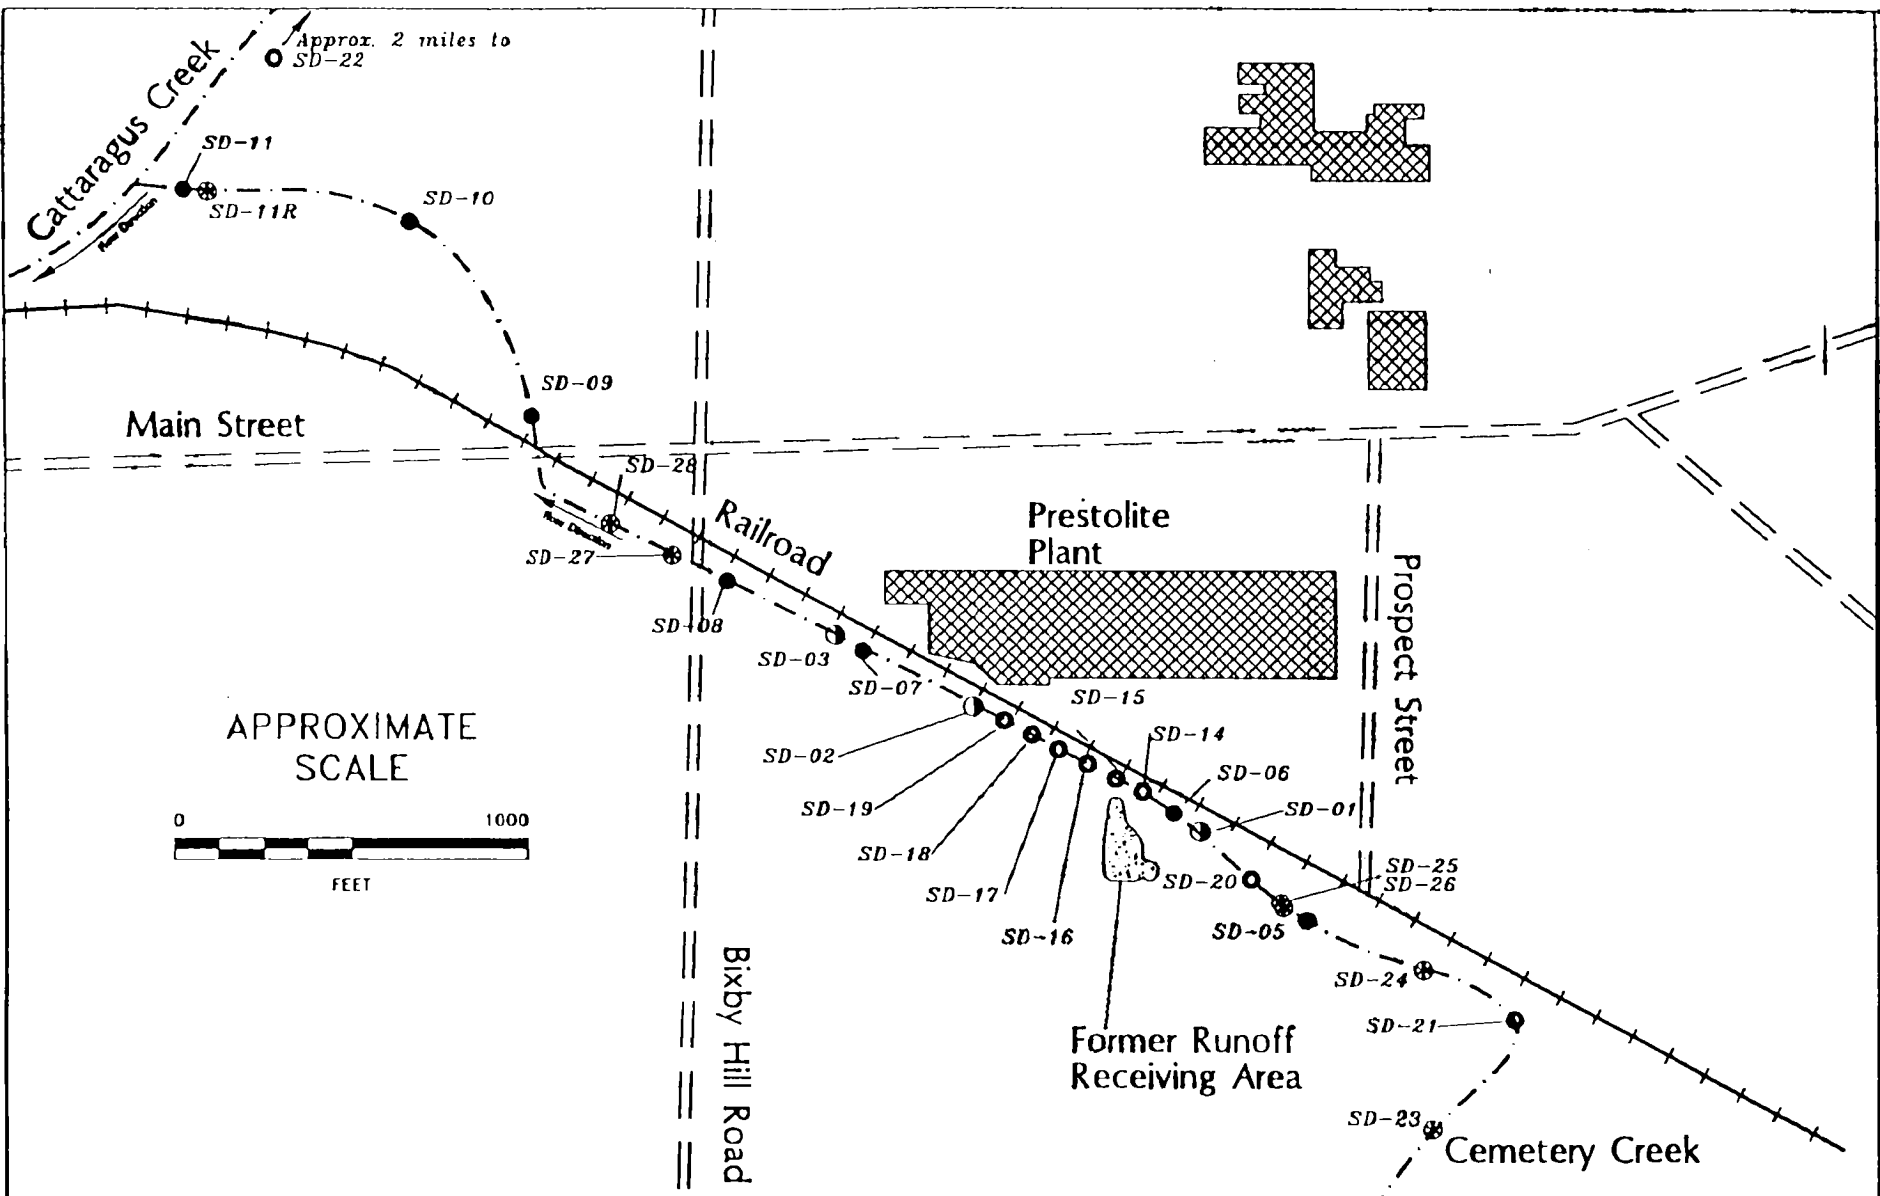 Approx. 2 miles to
SD-22
Cattaragus Creek
SD-11
SD-11R
SD-10
Flow Direction
SD-09
Main Street
SD-28
Flow Direction
SD-27
Railroad
Prestolite
Plant
Prospect Street
SD-08
SD-03
SD-07
SD-15
SD-14
SD-02
SD-06
SD-01
SD-19
SD-18
SD-17
SD-16
SD-20
SD-25
SD-26
SD-05
SD-24
SD-21
APPROXIMATE
SCALE
0 1000
FEET
Bixby Hill Road
Former Runoff
Receiving Area
SD-23
Cemetery Creek